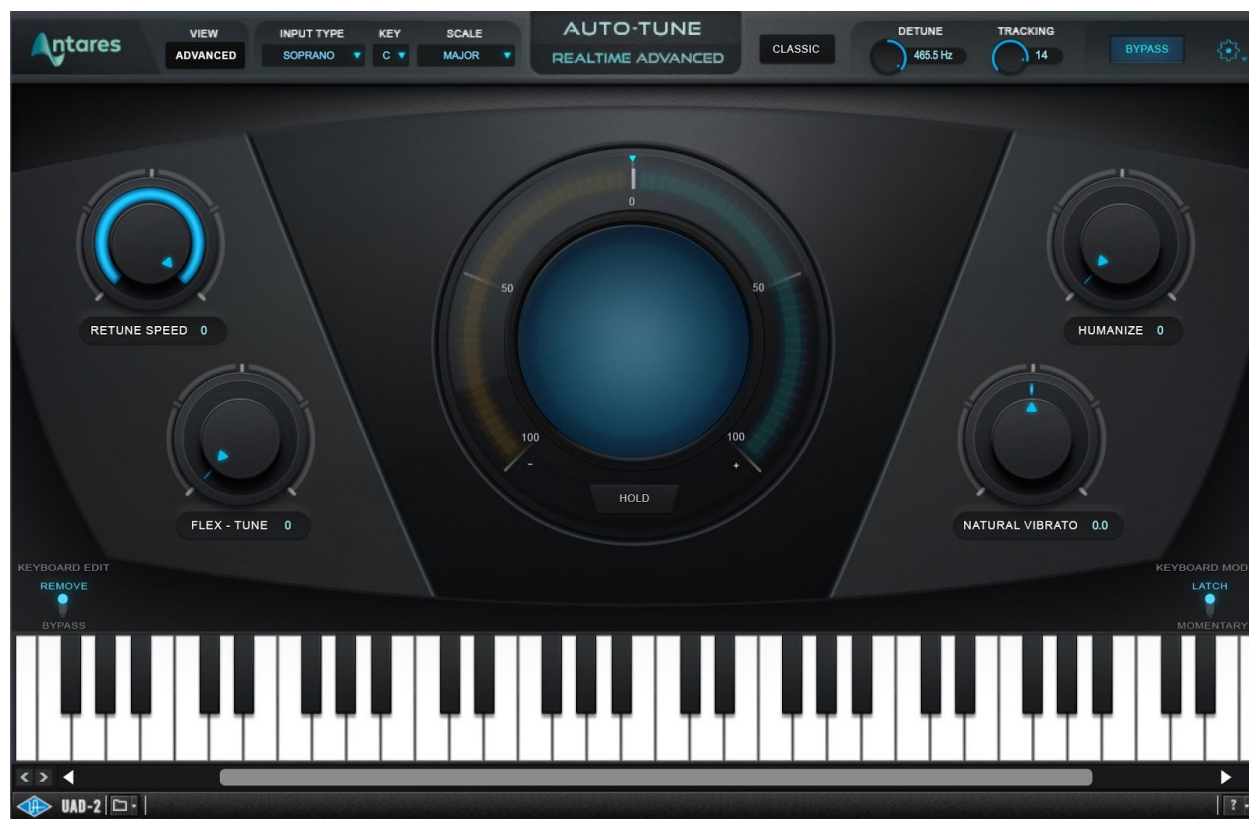 Antares
VIEW
ADVANCED
INPUT TYPE KEY SCALE
SOPRANO C MAJOR
AUTO-TUNE
REALTIME ADVANCED
CLASSIC
DETUNE TRACKING
465.5 Hz 14
BYPASS
0
50 50
100 100
- +
HOLD
RETUNE SPEED 0
HUMANIZE 0
FLEX - TUNE 0
NATURAL VIBRATO 0.0
KEYBOARD EDIT
REMOVE
BYPASS
KEYBOARD MOD
LATCH
MOMENTARY
UA UAD-2
?